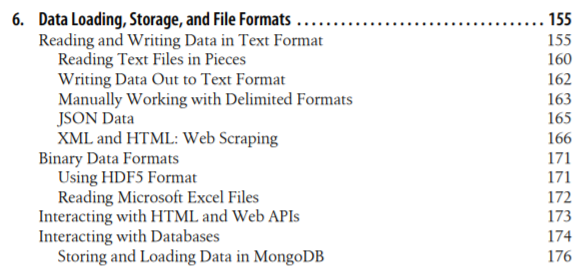 6. Data Loading, Storage, and File Formats .................................. 155
Reading and Writing Data in Text Format 155
Reading Text Files in Pieces 160
Writing Data Out to Text Format 162
Manually Working with Delimited Formats 163
JSON Data 165
XML and HTML: Web Scraping 166
Binary Data Formats 171
Using HDF5 Format 171
Reading Microsoft Excel Files 172
Interacting with HTML and Web APIs 173
Interacting with Databases 174
Storing and Loading Data in MongoDB 176